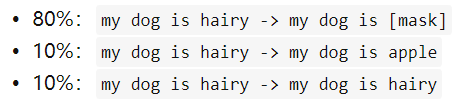 • 80%: my dog is hairy -> my dog is [mask]
• 10%: my dog is hairy -> my dog is apple
• 10%: my dog is hairy -> my dog is hairy